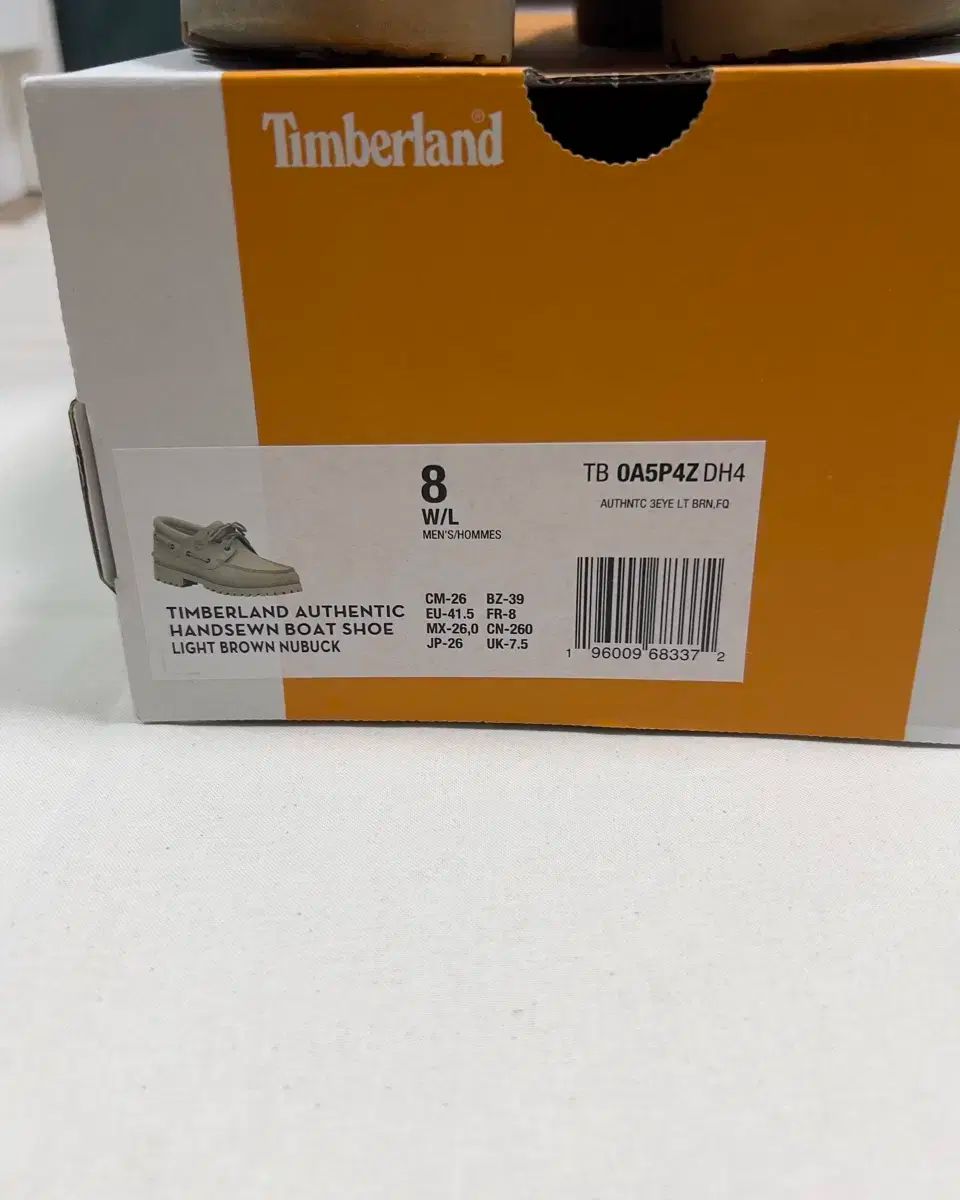 Timberland®
8
W/L
MEN'S/HOMMES
TB 0A5P4Z DH4
AUTHNTC 3EYE LT BRN,FQ
TIMBERLAND AUTHENTIC
HANDSEWN BOAT SHOE
LIGHT BROWN NUBUCK
CM-26 BZ-39
EU-41.5 FR-8
MX-26,0 CN-260
JP-26 UK-7.5
1 96009 68337 2